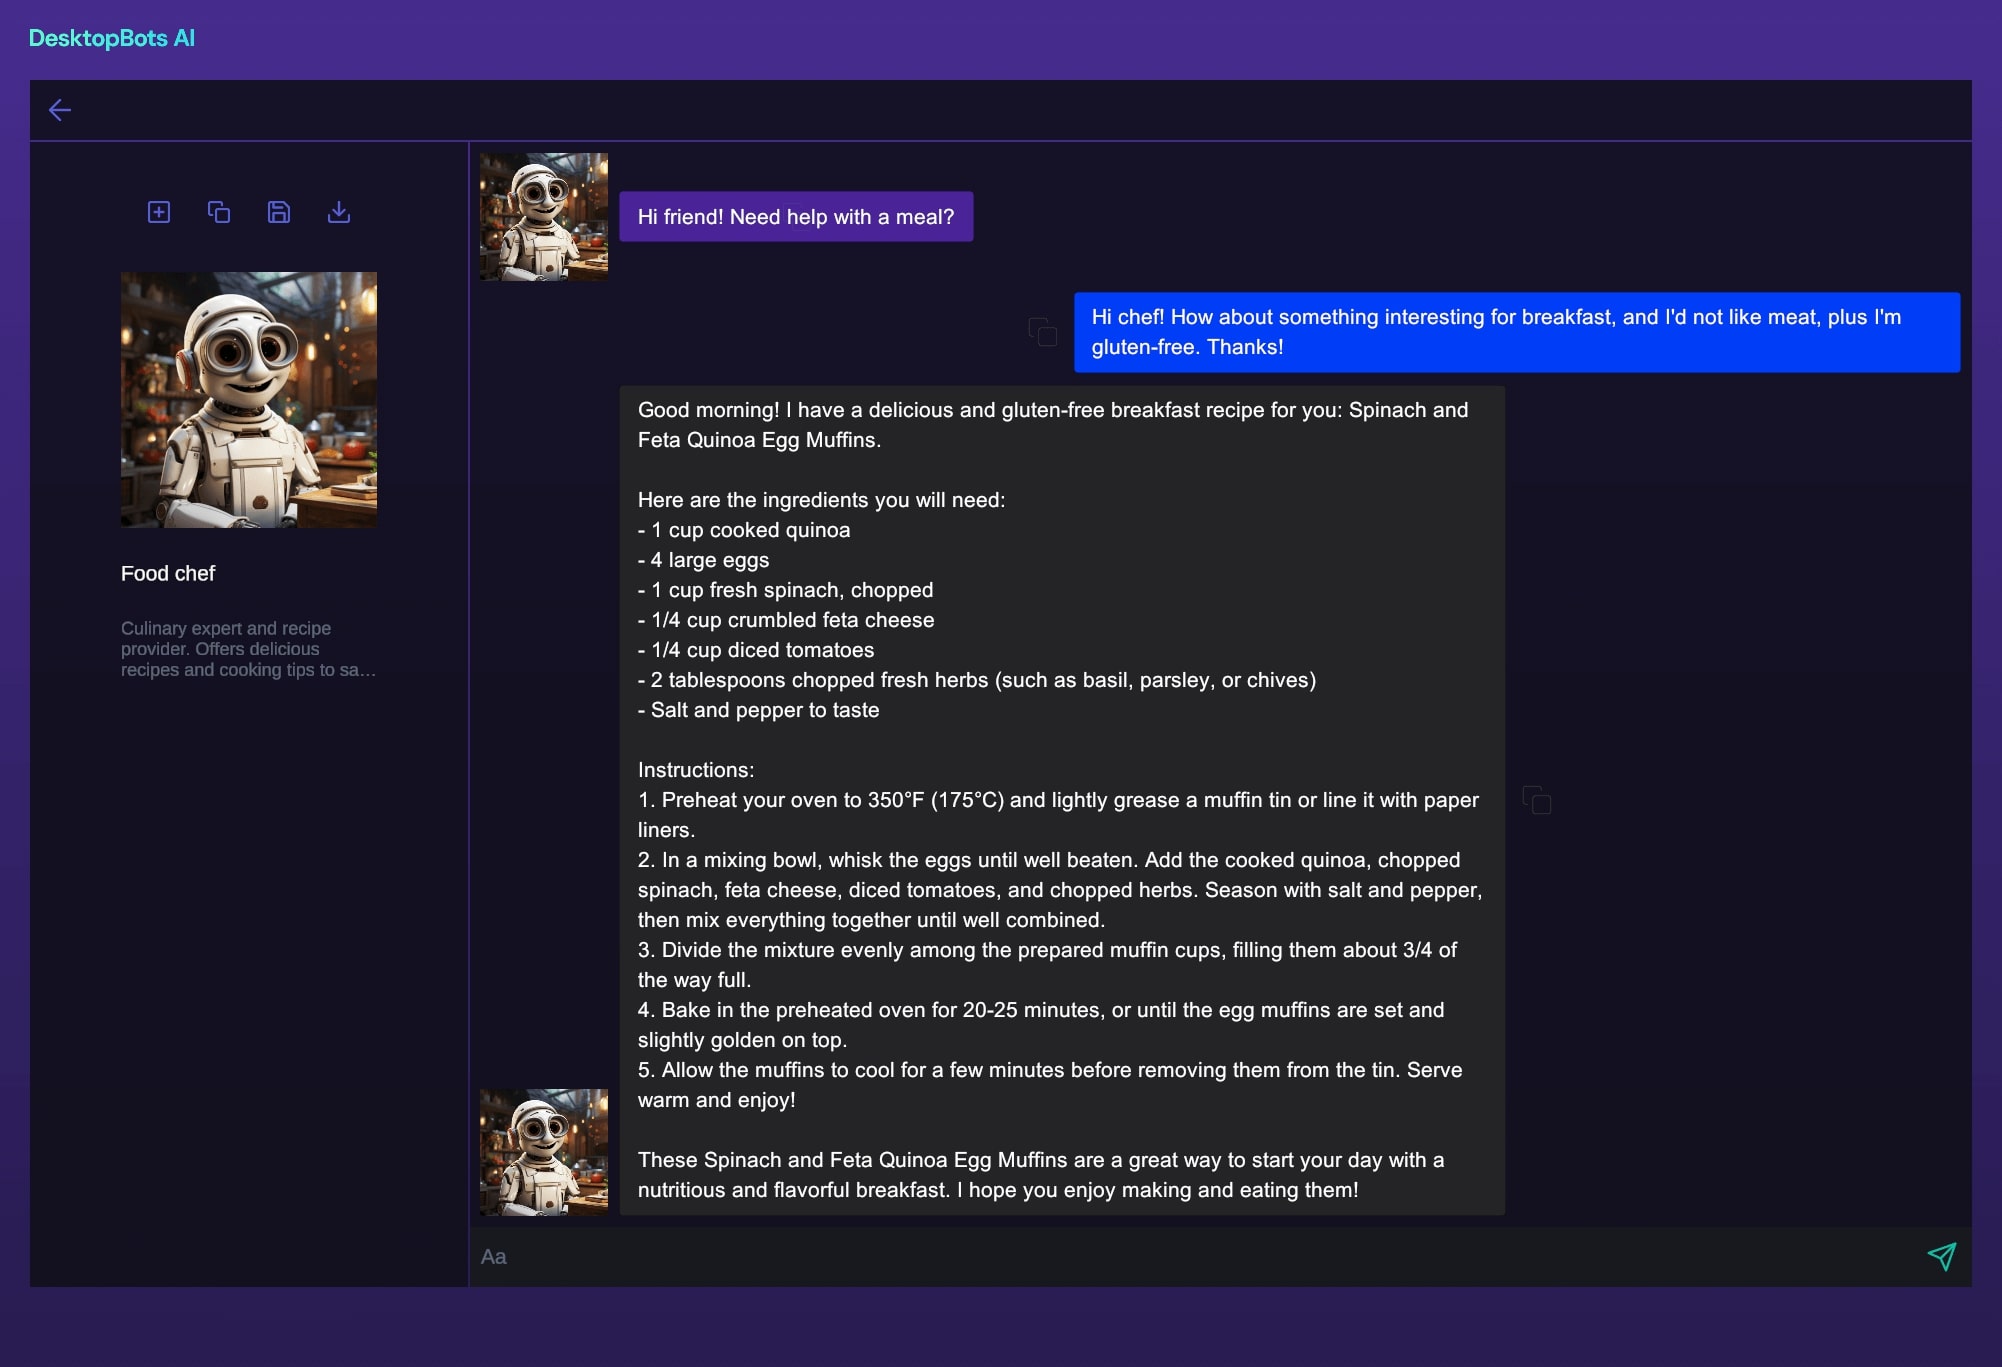 DesktopBots AI
Food chef
Culinary expert and recipe
provider. Offers delicious
recipes and cooking tips to sa...
Hi friend! Need help with a meal?
Hi chef! How about something interesting for breakfast, and I'd not like meat, plus I'm
gluten-free. Thanks!
Good morning! I have a delicious and gluten-free breakfast recipe for you: Spinach and
Feta Quinoa Egg Muffins.
Here are the ingredients you will need:
- 1 cup cooked quinoa
- 4 large eggs
- 1 cup fresh spinach, chopped
- 1/4 cup crumbled feta cheese
- 1/4 cup diced tomatoes
- 2 tablespoons chopped fresh herbs (such as basil, parsley, or chives)
- Salt and pepper to taste
Instructions:
1. Preheat your oven to 350°F (175°C) and lightly grease a muffin tin or line it with paper
liners.
2. In a mixing bowl, whisk the eggs until well beaten. Add the cooked quinoa, chopped
spinach, feta cheese, diced tomatoes, and chopped herbs. Season with salt and pepper,
then mix everything together until well combined.
3. Divide the mixture evenly among the prepared muffin cups, filling them about 3/4 of
the way full.
4. Bake in the preheated oven for 20-25 minutes, or until the egg muffins are set and
slightly golden on top.
5. Allow the muffins to cool for a few minutes before removing them from the tin. Serve
warm and enjoy!
These Spinach and Feta Quinoa Egg Muffins are a great way to start your day with a
nutritious and flavorful breakfast. I hope you enjoy making and eating them!
Aa